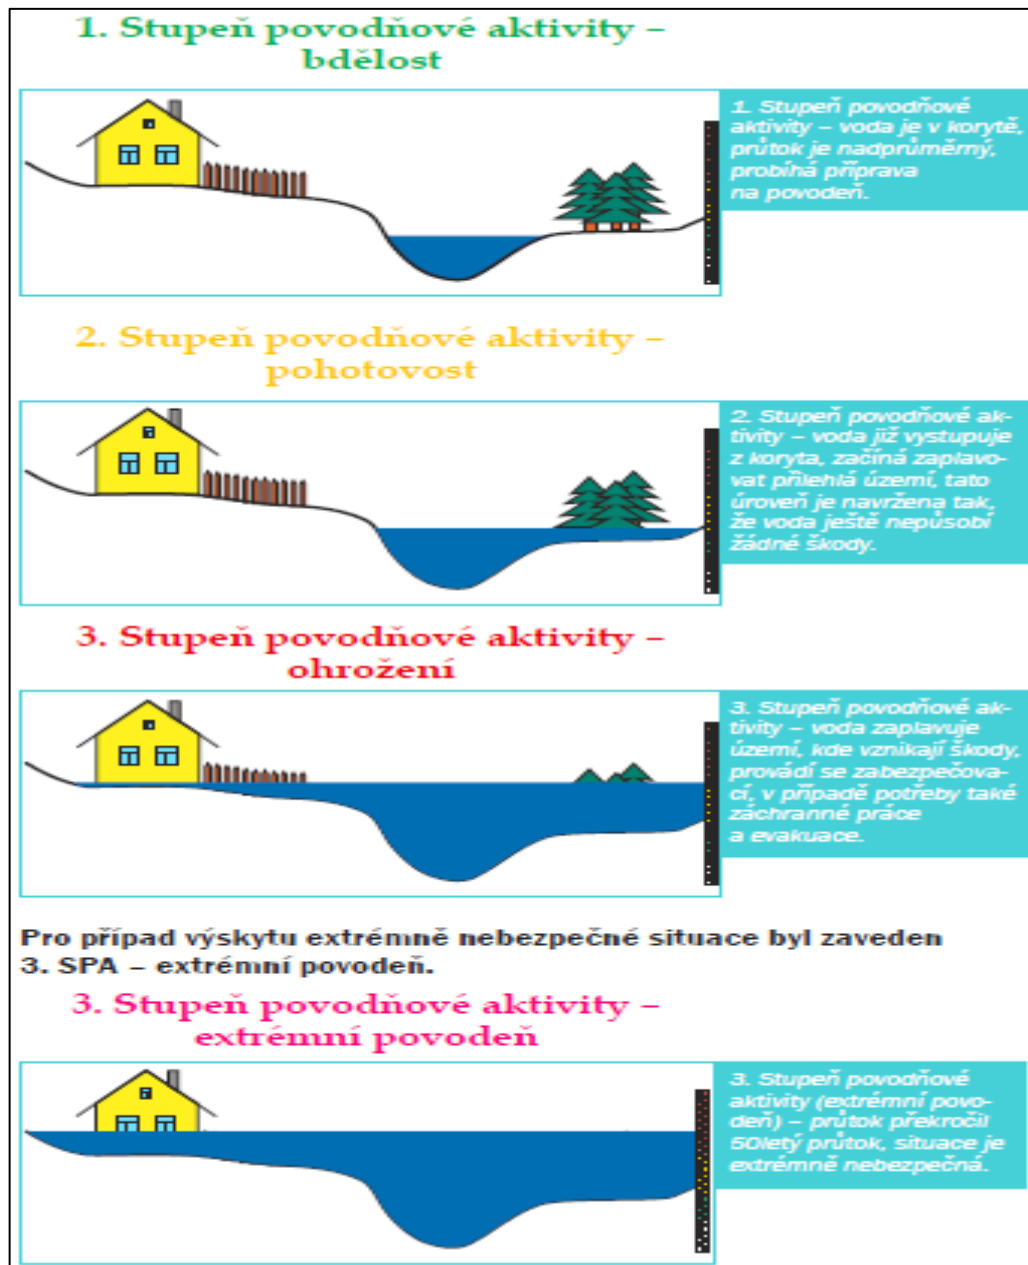 1. Stupeň povodňové aktivity –
bdělost
1. Stupeň povodňové
aktivity – voda je v korytě,
průtok je nadprůměrný,
probíhá příprava
na povodeň.
2. Stupeň povodňové aktivity –
pohotovost
2. Stupeň povodňové ak-
tivity – voda již vystupuje
z koryta, začíná zaplavo-
vat přilehlá území, tato
úroveň je navržena tak,
že voda ještě nepůsobí
žádné škody.
3. Stupeň povodňové aktivity –
ohrožení
3. Stupeň povodňové ak-
tivity – voda zaplavuje
území, kde vznikají škody,
provádí se zabezpečova-
cí, v případě potřeby také
záchranné práce
a evakuace.
Pro případ výskytu extrémně nebezpečné situace byl zaveden
3. SPA – extrémní povodeň.
3. Stupeň povodňové aktivity –
extrémní povodeň
3. Stupeň povodňové
aktivity (extrémní povo-
deň) – průtok překročil
50letý průtok, situace je
extrémně nebezpečná.